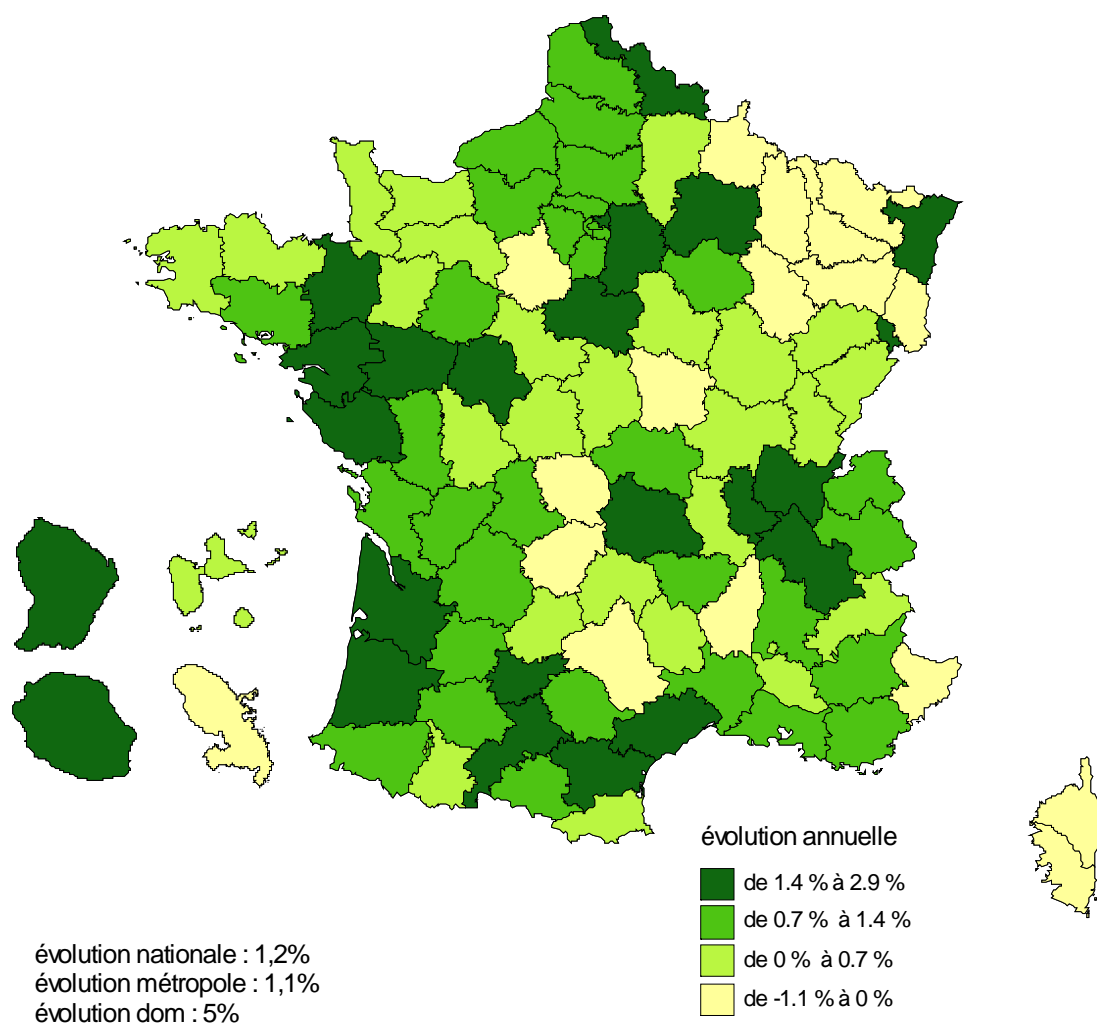 évolution annuelle
de 1.4 % à 2.9 %
de 0.7 % à 1.4 %
de 0 % à 0.7 %
de -1.1 % à 0 %
évolution nationale : 1,2%
évolution métropole : 1,1%
évolution dom : 5%